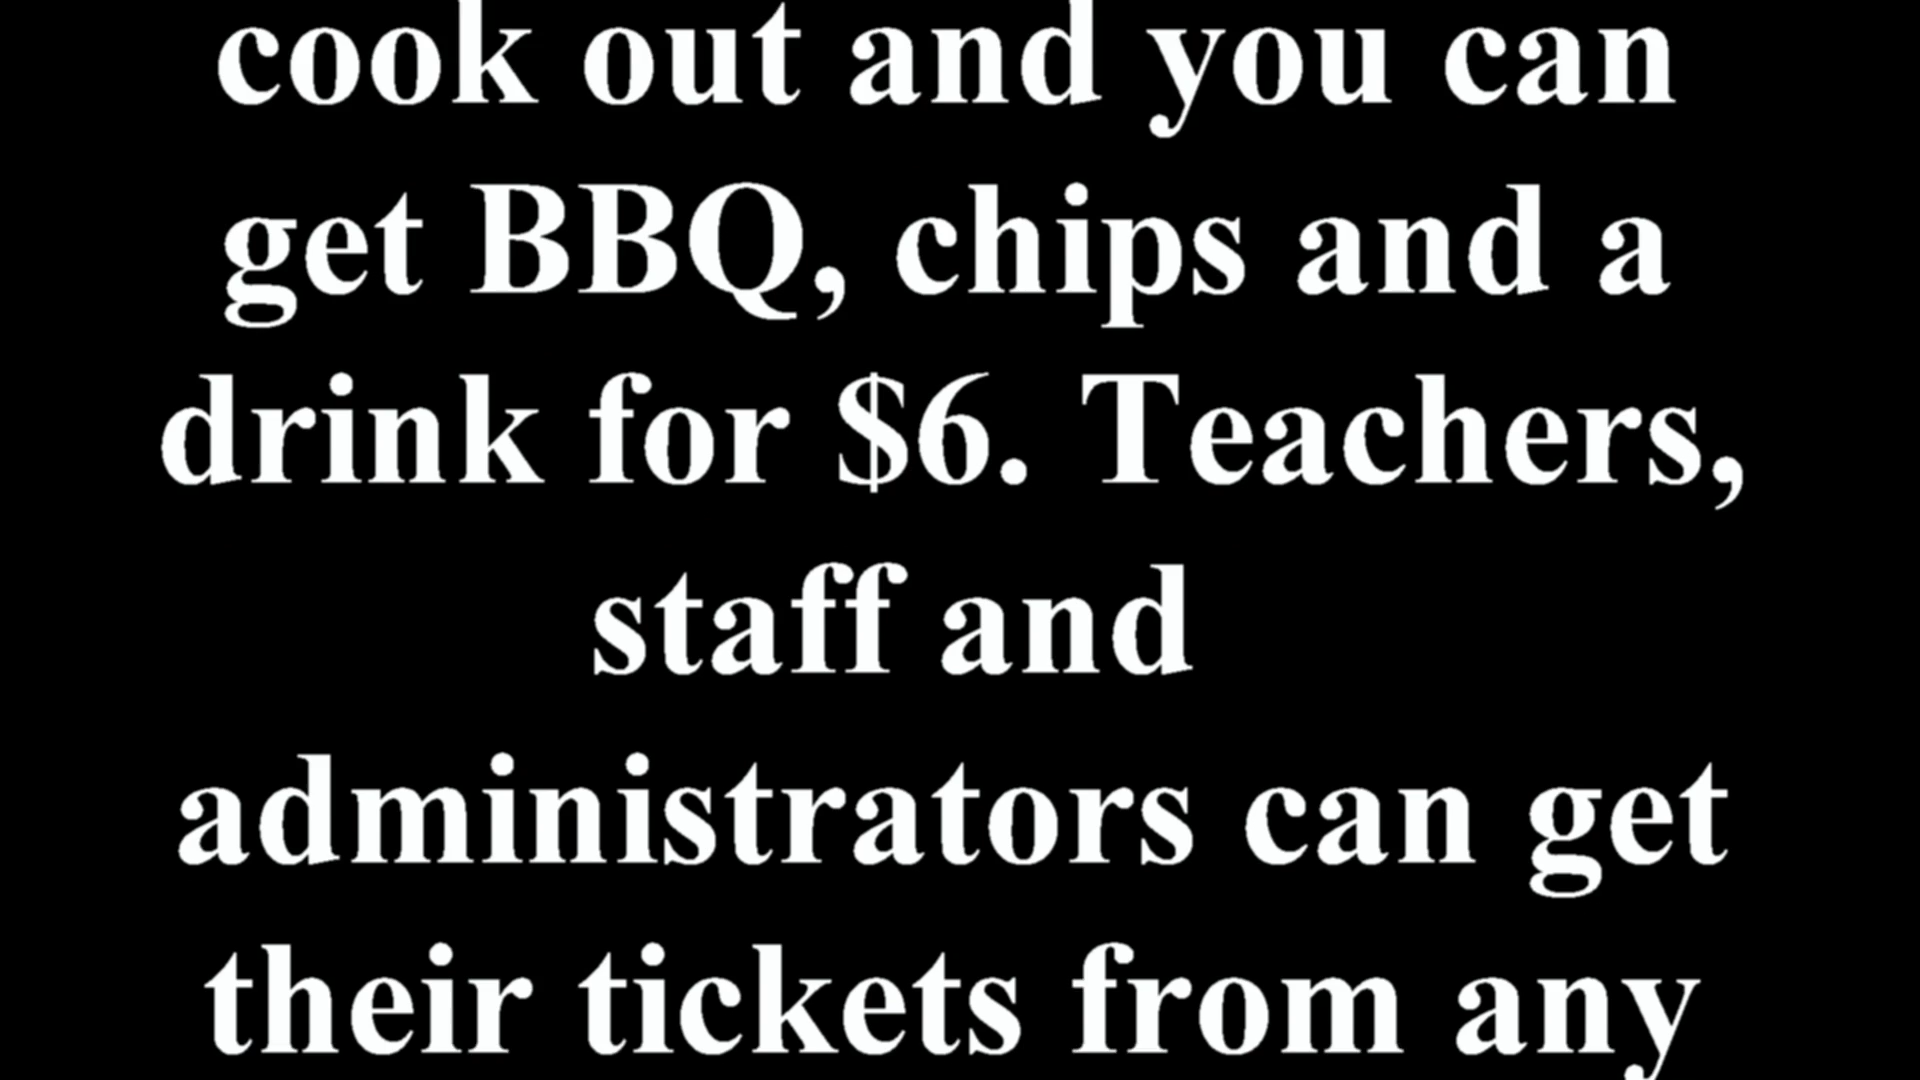 cook out and you can
get BBQ, chips and a
drink for $6. Teachers,
staff and
administrators can get
their tickets from any